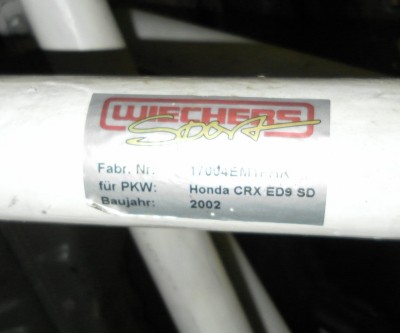 WIECHERS
Sport
Fabr. Nr.
für PKW: Honda CRX ED9 SD
Baujahr: 2002